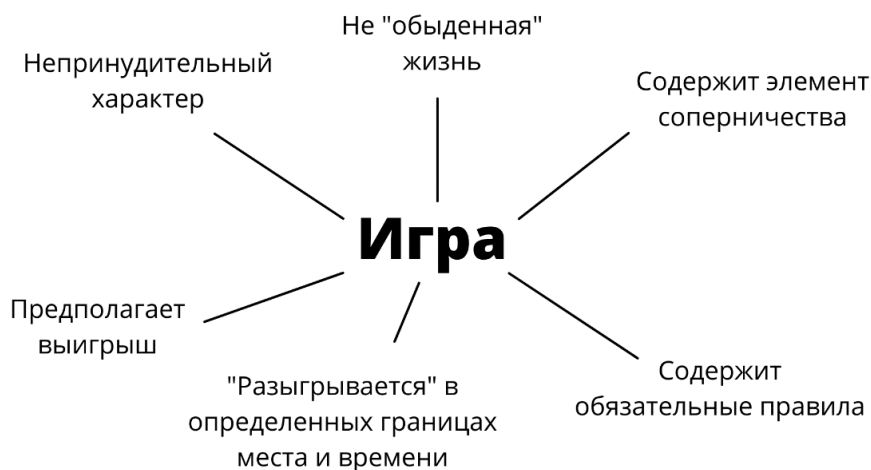 Не "обыденная"
жизнь
Непринудительный
характер
Содержит элемент
соперничества
Игра
Предполагает
выигрыш
"Разыгрывается" в
определенных границах
места и времени
Содержит
обязательные правила